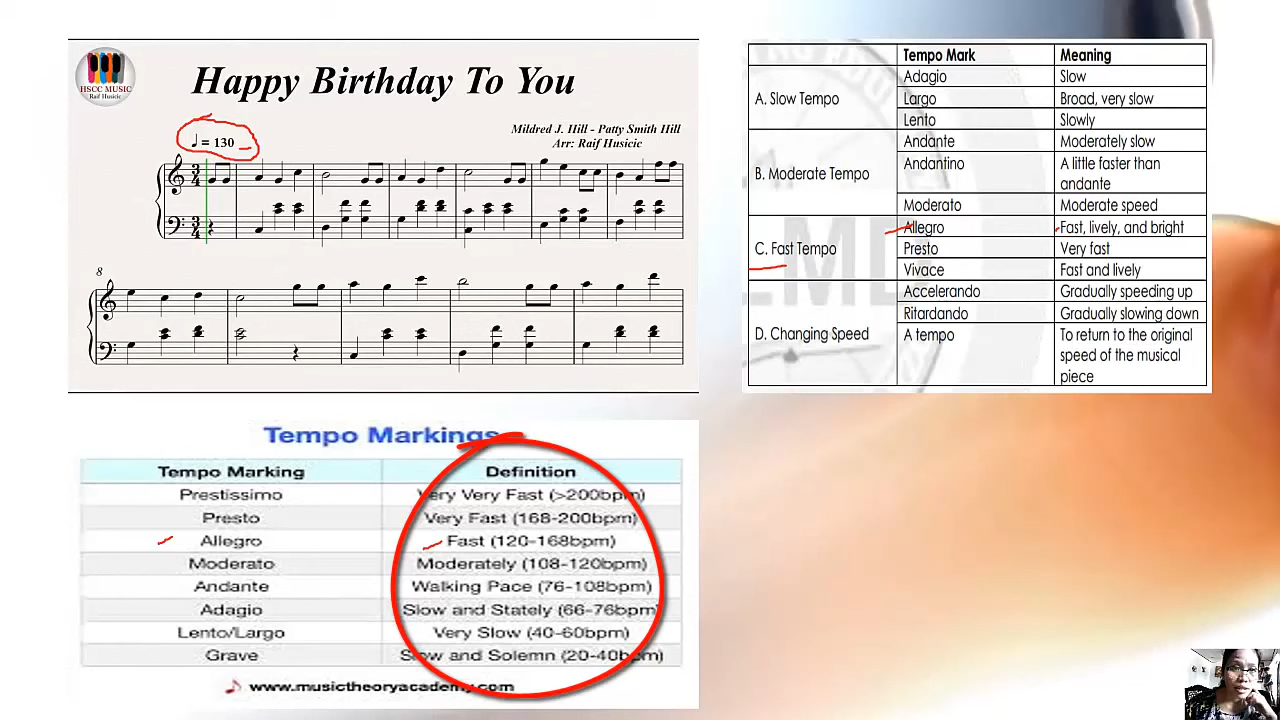 HSCC MUSIC
Raif Husicic
Happy Birthday To You
♩ = 130
Mildred J. Hill - Patty Smith Hill
Arr: Raif Husicic
3 4
3 4
8
Tempo Mark Meaning
A. Slow Tempo
Adagio Slow
Largo Broad, very slow
Lento Slowly
B. Moderate Tempo
Andante Moderately slow
Andantino A little faster than
andante
Moderato Moderate speed
C. Fast Tempo
Allegro Fast, lively, and bright
Presto Very fast
Vivace Fast and lively
D. Changing Speed
Accelerando Gradually speeding up
Ritardando Gradually slowing down
A tempo To return to the original
speed of the musical
piece
Tempo Markings
Tempo Marking Definition
Prestissimo Very Very Fast (>200bpm)
Presto Very Fast (168-200bpm)
Allegro Fast (120-168bpm)
Moderato Moderately (108-120bpm)
Andante Walking Pace (76-108bpm)
Adagio Slow and Stately (66-76bpm)
Lento/Largo Very Slow (40-60bpm)
Grave Slow and Solemn (20-40bpm)
www.musictheoryacademy.com